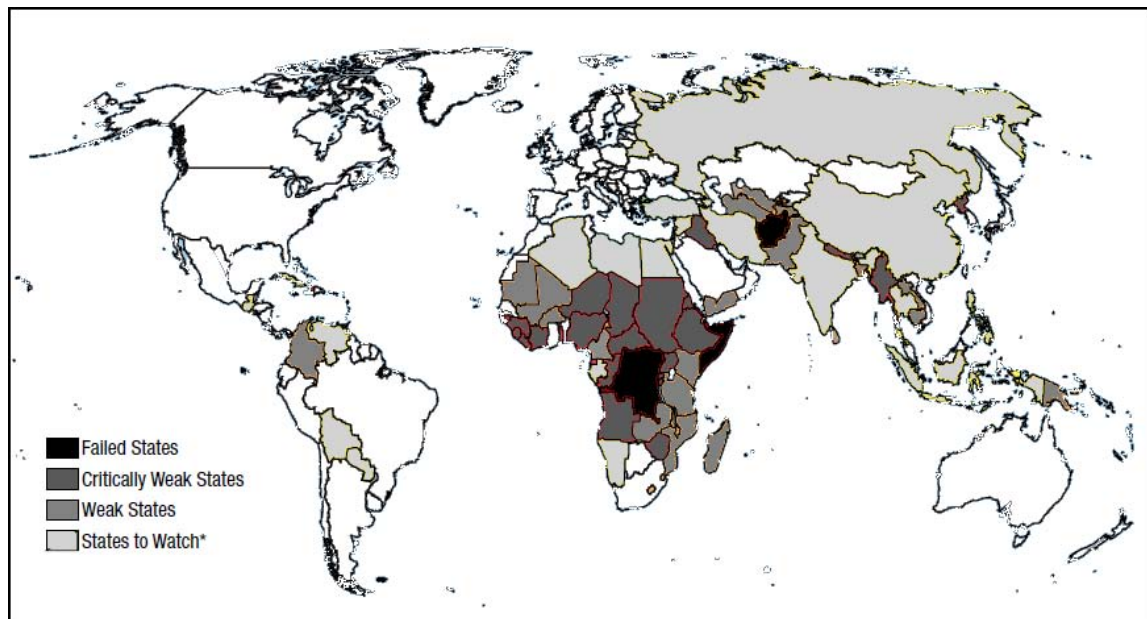 Failed States
Critically Weak States
Weak States
States to Watch*